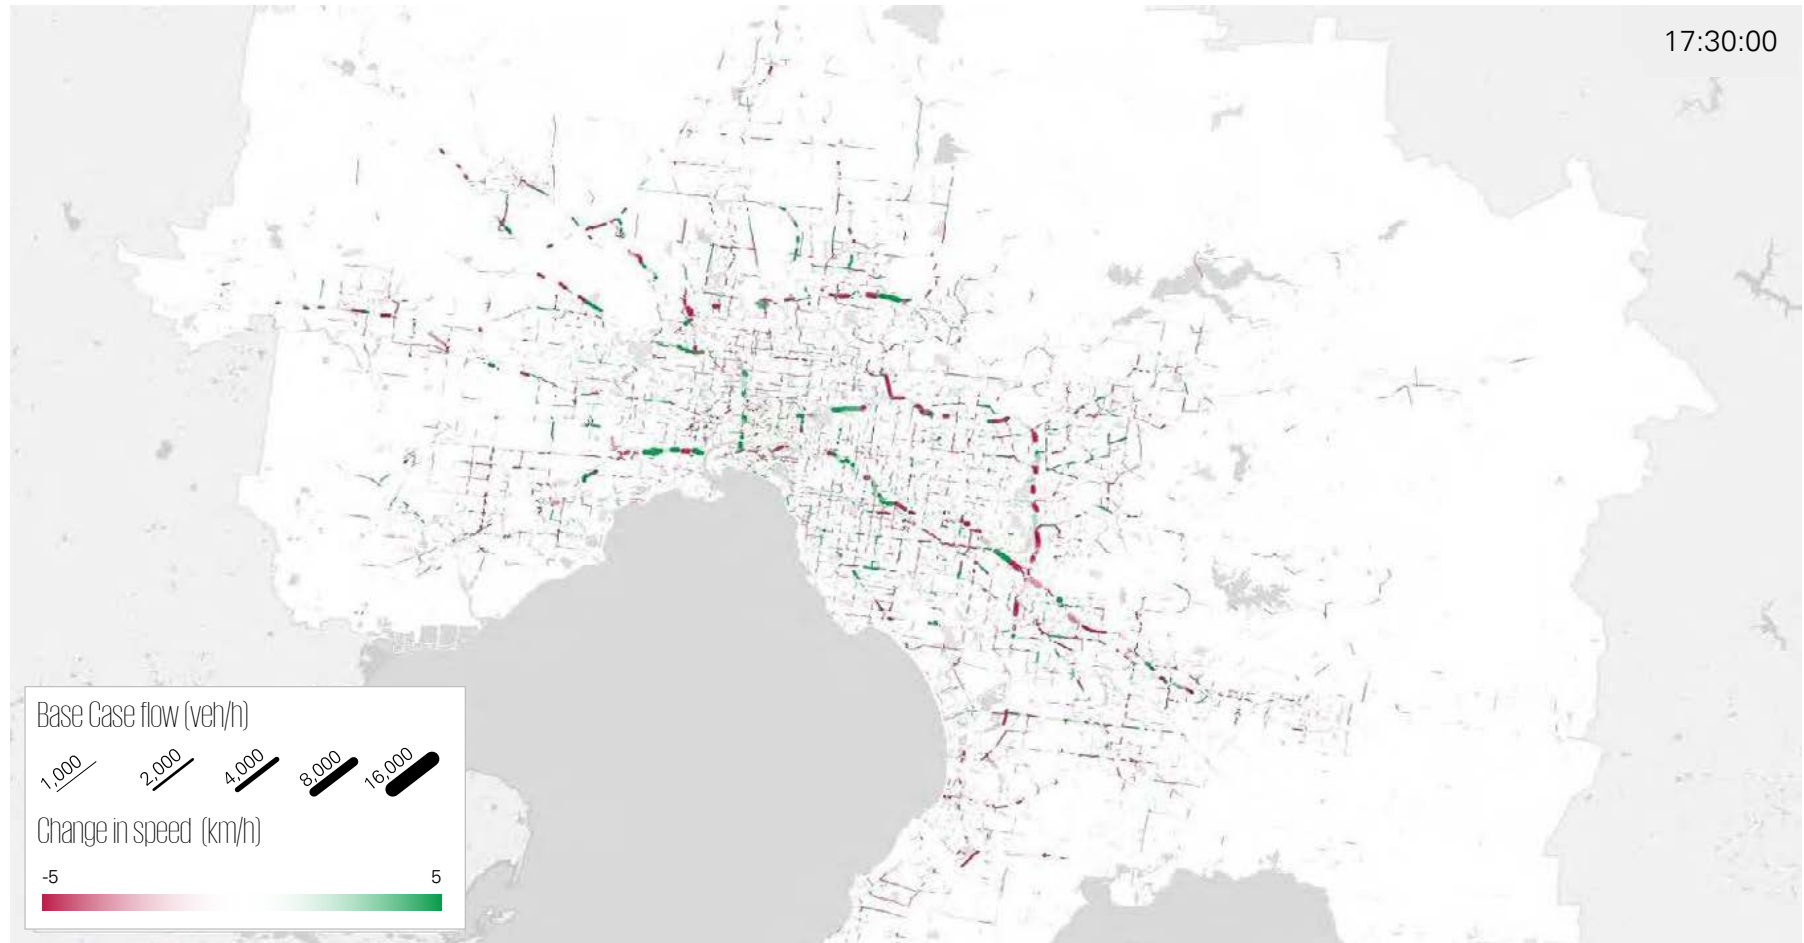 17:30:00
Base Case flow (veh/h)
1,000 2,000 4,000 8,000 16,000
Change in speed (km/h)
-5 5